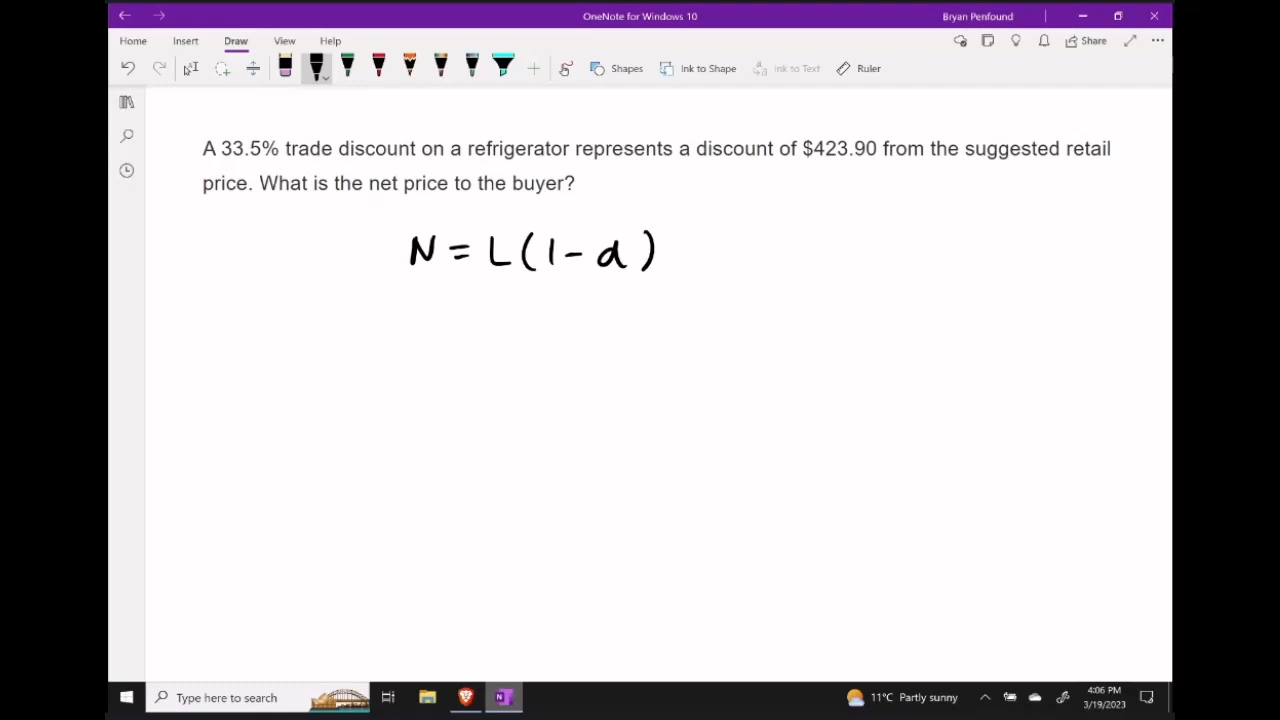 OneNote for Windows 10
Bryan Penfound
Home Insert Draw View Help
Share
Shapes Ink to Shape Ink to Text Ruler
A 33.5% trade discount on a refrigerator represents a discount of $423.90 from the suggested retail
price. What is the net price to the buyer?
N = L(1-d)
Type here to search
11°C Partly sunny
4:06 PM
3/19/2023